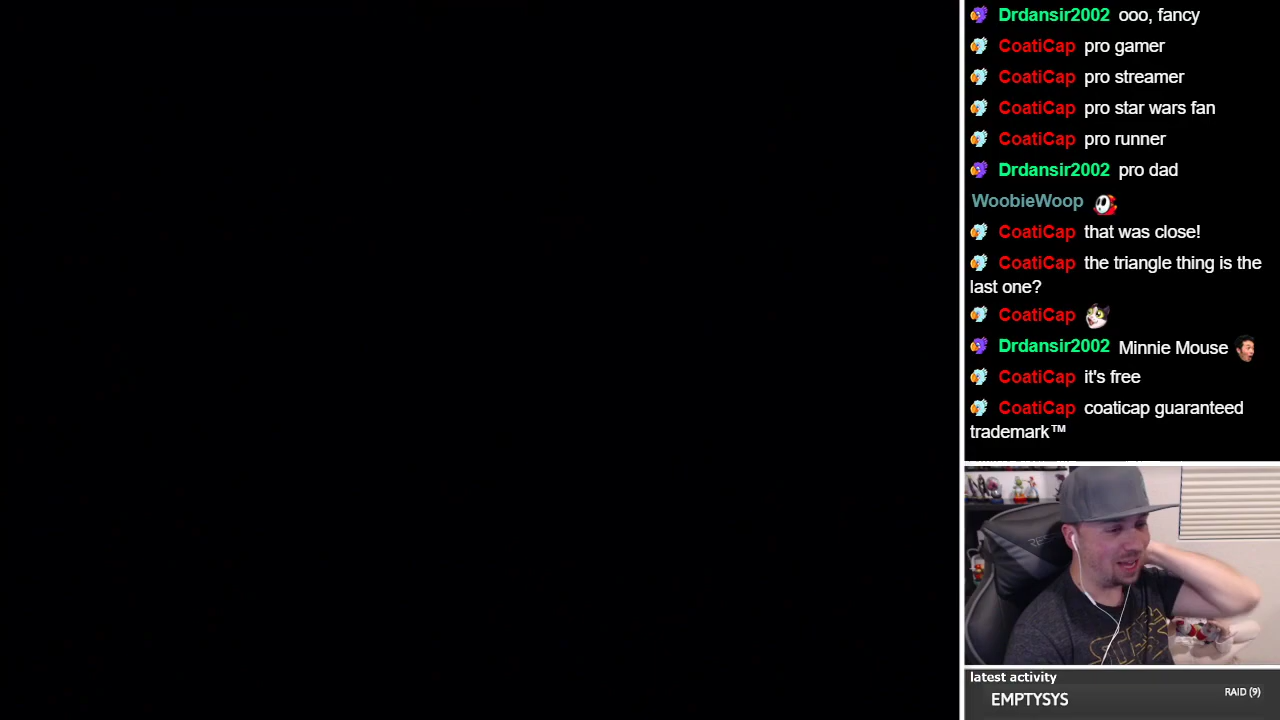 Drdansir2002 ooo, fancy
CoatiCap pro gamer
CoatiCap pro streamer
CoatiCap pro star wars fan
CoatiCap pro runner
Drdansir2002 pro dad
WoobieWoop
CoatiCap that was close!
CoatiCap the triangle thing is the
last one?
CoatiCap
Drdansir2002 Minnie Mouse
CoatiCap it's free
CoatiCap coaticap guaranteed
trademark™
STAR
latest activity
EMPTYSYS RAID (9)